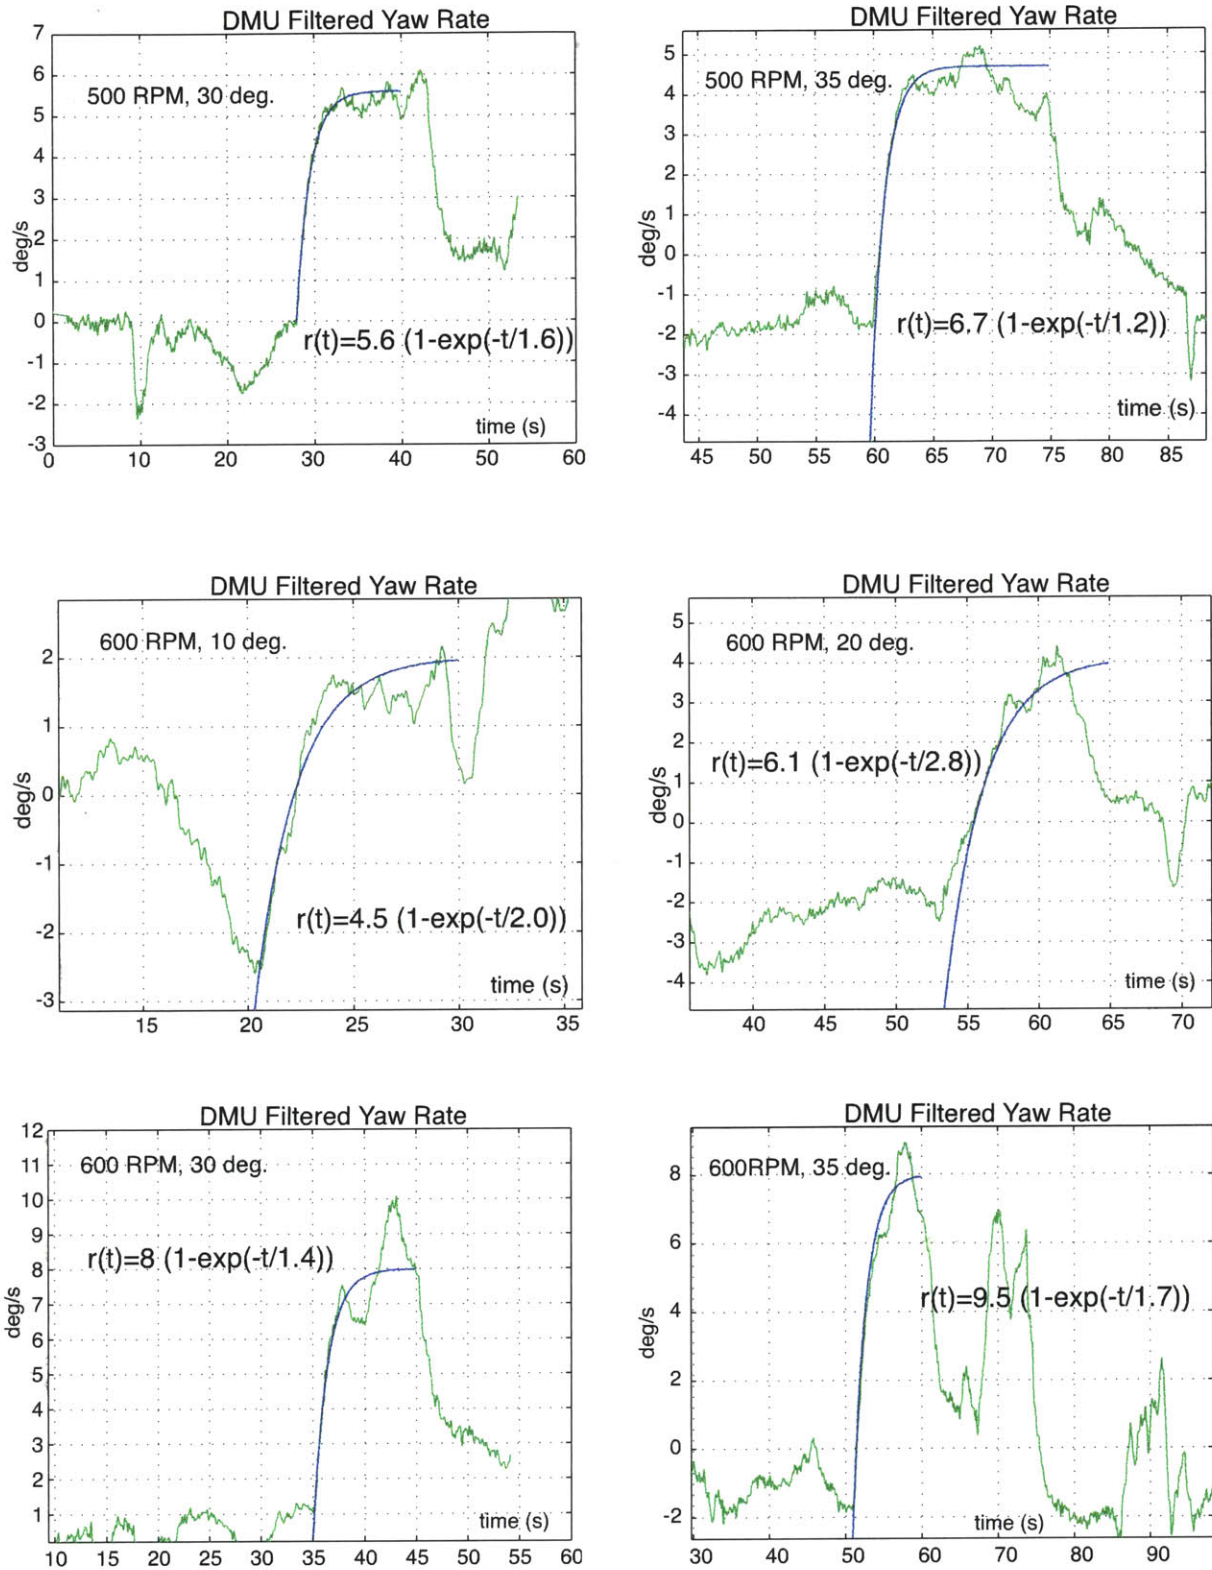 DMU Filtered Yaw Rate
7
6
5
4
3
2
1
0
-1
-2
-3
deg/s
500 RPM, 30 deg.
r(t)=5.6 (1-exp(-t/1.6))
time (s)
0 10 20 30 40 50 60
DMU Filtered Yaw Rate
5
4
3
2
1
0
-1
-2
-3
-4
deg/s
500 RPM, 35 deg.
r(t)=6.7 (1-exp(-t/1.2))
time (s)
45 50 55 60 65 70 75 80 85
DMU Filtered Yaw Rate
2
1
0
-1
-2
-3
deg/s
600 RPM, 10 deg.
r(t)=4.5 (1-exp(-t/2.0))
time (s)
15 20 25 30 35
DMU Filtered Yaw Rate
5
4
3
2
1
0
-1
-2
-3
-4
deg/s
600 RPM, 20 deg.
r(t)=6.1 (1-exp(-t/2.8))
time (s)
40 45 50 55 60 65 70
DMU Filtered Yaw Rate
12
11
10
9
8
7
6
5
4
3
2
1
deg/s
600 RPM, 30 deg.
r(t)=8 (1-exp(-t/1.4))
time (s)
10 15 20 25 30 35 40 45 50 55 60
DMU Filtered Yaw Rate
8
6
4
2
0
-2
deg/s
600RPM, 35 deg.
r(t)=9.5 (1-exp(-t/1.7))
time (s)
30 40 50 60 70 80 90